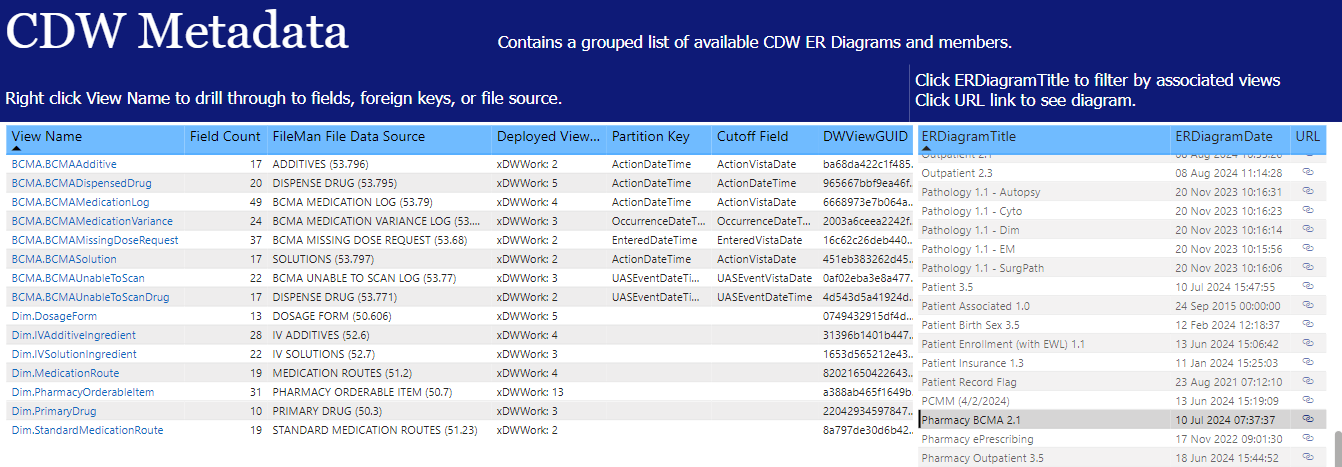 CDW Metadata
Contains a grouped list of available CDW ER Diagrams and members.
Right click View Name to drill through to fields, foreign keys, or file source.
Click ERDiagramTitle to filter by associated views
Click URL link to see diagram.
View Name Field Count FileMan File Data Source Deployed View... Partition Key Cutoff Field DWViewGUID
BCMA.BCMAAdditive 17 ADDITIVES (53.796) xDWWork: 2 ActionDateTime ActionVistaDate ba68da422c1f485...
BCMA.BCMADispensedDrug 20 DISPENSE DRUG (53.795) xDWWork: 5 ActionDateTime ActionVistaDate 965667bbf9ea46f...
BCMA.BCMAMedicationLog 49 BCMA MEDICATION LOG (53.79) xDWWork: 4 ActionDateTime ActionVistaDate 6668973e7b064a...
BCMA.BCMAMedicationVariance 24 BCMA MEDICATION VARIANCE LOG (53.... xDWWork: 3 OccurrenceDateT... OccurrenceDateT... 2003a6ceea2242f...
BCMA.BCMAMissingDoseRequest 37 BCMA MISSING DOSE REQUEST (53.68) xDWWork: 2 EnteredDateTime EnteredVistaDate 16c62c26deb440...
BCMA.BCMASolution 17 SOLUTIONS (53.797) xDWWork: 2 ActionDateTime ActionVistaDate 451eb383262d45...
BCMA.BCMAUnableToScan 22 BCMA UNABLE TO SCAN LOG (53.77) xDWWork: 3 UASEventDateTi... UASEventVistaDate 0af02eba3e8a477...
BCMA.BCMAUnableToScanDrug 17 DISPENSE DRUG (53.771) xDWWork: 2 UASEventDateTi... UASEventDateTime 4d543d5a41924d...
Dim.DosageForm 13 DOSAGE FORM (50.606) xDWWork: 5 0749432915df4d...
Dim.IVAdditiveIngredient 28 IV ADDITIVES (52.6) xDWWork: 4 31396b1401b447...
Dim.IVSolutionIngredient 22 IV SOLUTIONS (52.7) xDWWork: 3 1653d565212e43...
Dim.MedicationRoute 19 MEDICATION ROUTES (51.2) xDWWork: 4 82021650422643...
Dim.PharmacyOrderableItem 31 PHARMACY ORDERABLE ITEM (50.7) xDWWork: 13 a388ab465f1649b...
Dim.PrimaryDrug 10 PRIMARY DRUG (50.3) xDWWork: 3 22042934597847...
Dim.StandardMedicationRoute 19 STANDARD MEDICATION ROUTES (51.23) xDWWork: 2 8a797de30d6b42...
ERDiagramTitle ERDiagramDate URL
Outpatient 2.3 08 Aug 2024 11:14:28
Pathology 1.1 - Autopsy 20 Nov 2023 10:16:31
Pathology 1.1 - Cyto 20 Nov 2023 10:16:23
Pathology 1.1 - Dim 20 Nov 2023 10:16:14
Pathology 1.1 - EM 20 Nov 2023 10:15:56
Pathology 1.1 - SurgPath 20 Nov 2023 10:16:06
Patient 3.5 10 Jul 2024 15:47:55
Patient Associated 1.0 24 Sep 2015 00:00:00
Patient Birth Sex 3.5 12 Feb 2024 12:18:37
Patient Enrollment (with EWL) 1.1 13 Jun 2024 15:06:42
Patient Insurance 1.3 11 Jan 2024 15:25:03
Patient Record Flag 23 Aug 2021 07:12:10
PCMM (4/2/2024) 13 Jun 2024 15:19:09
Pharmacy BCMA 2.1 10 Jul 2024 07:37:37
Pharmacy ePrescribing 17 Nov 2022 09:01:30
Pharmacy Outpatient 3.5 18 Jun 2024 15:44:52